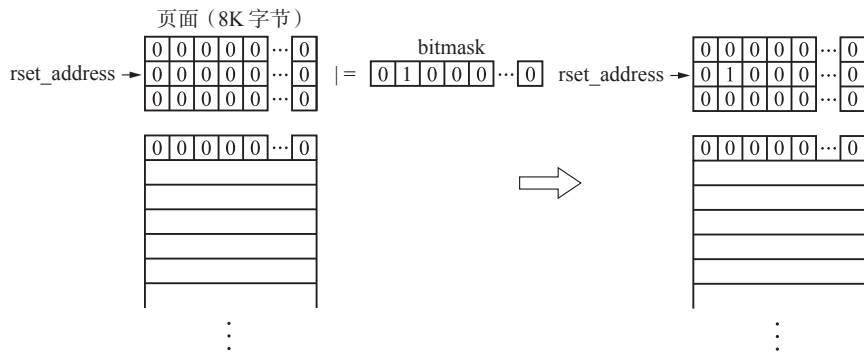 页面（8K 字节）
0 0 0 0 0 ··· 0
rset_address 0 0 0 0 0 ··· 0
0 0 0 0 0 ··· 0
0 0 0 0 0 ··· 0
|=
bitmask
0 1 0 0 0 ··· 0
0 0 0 0 0 ··· 0
rset_address 0 1 0 0 0 ··· 0
0 0 0 0 0 ··· 0
0 0 0 0 0 ··· 0